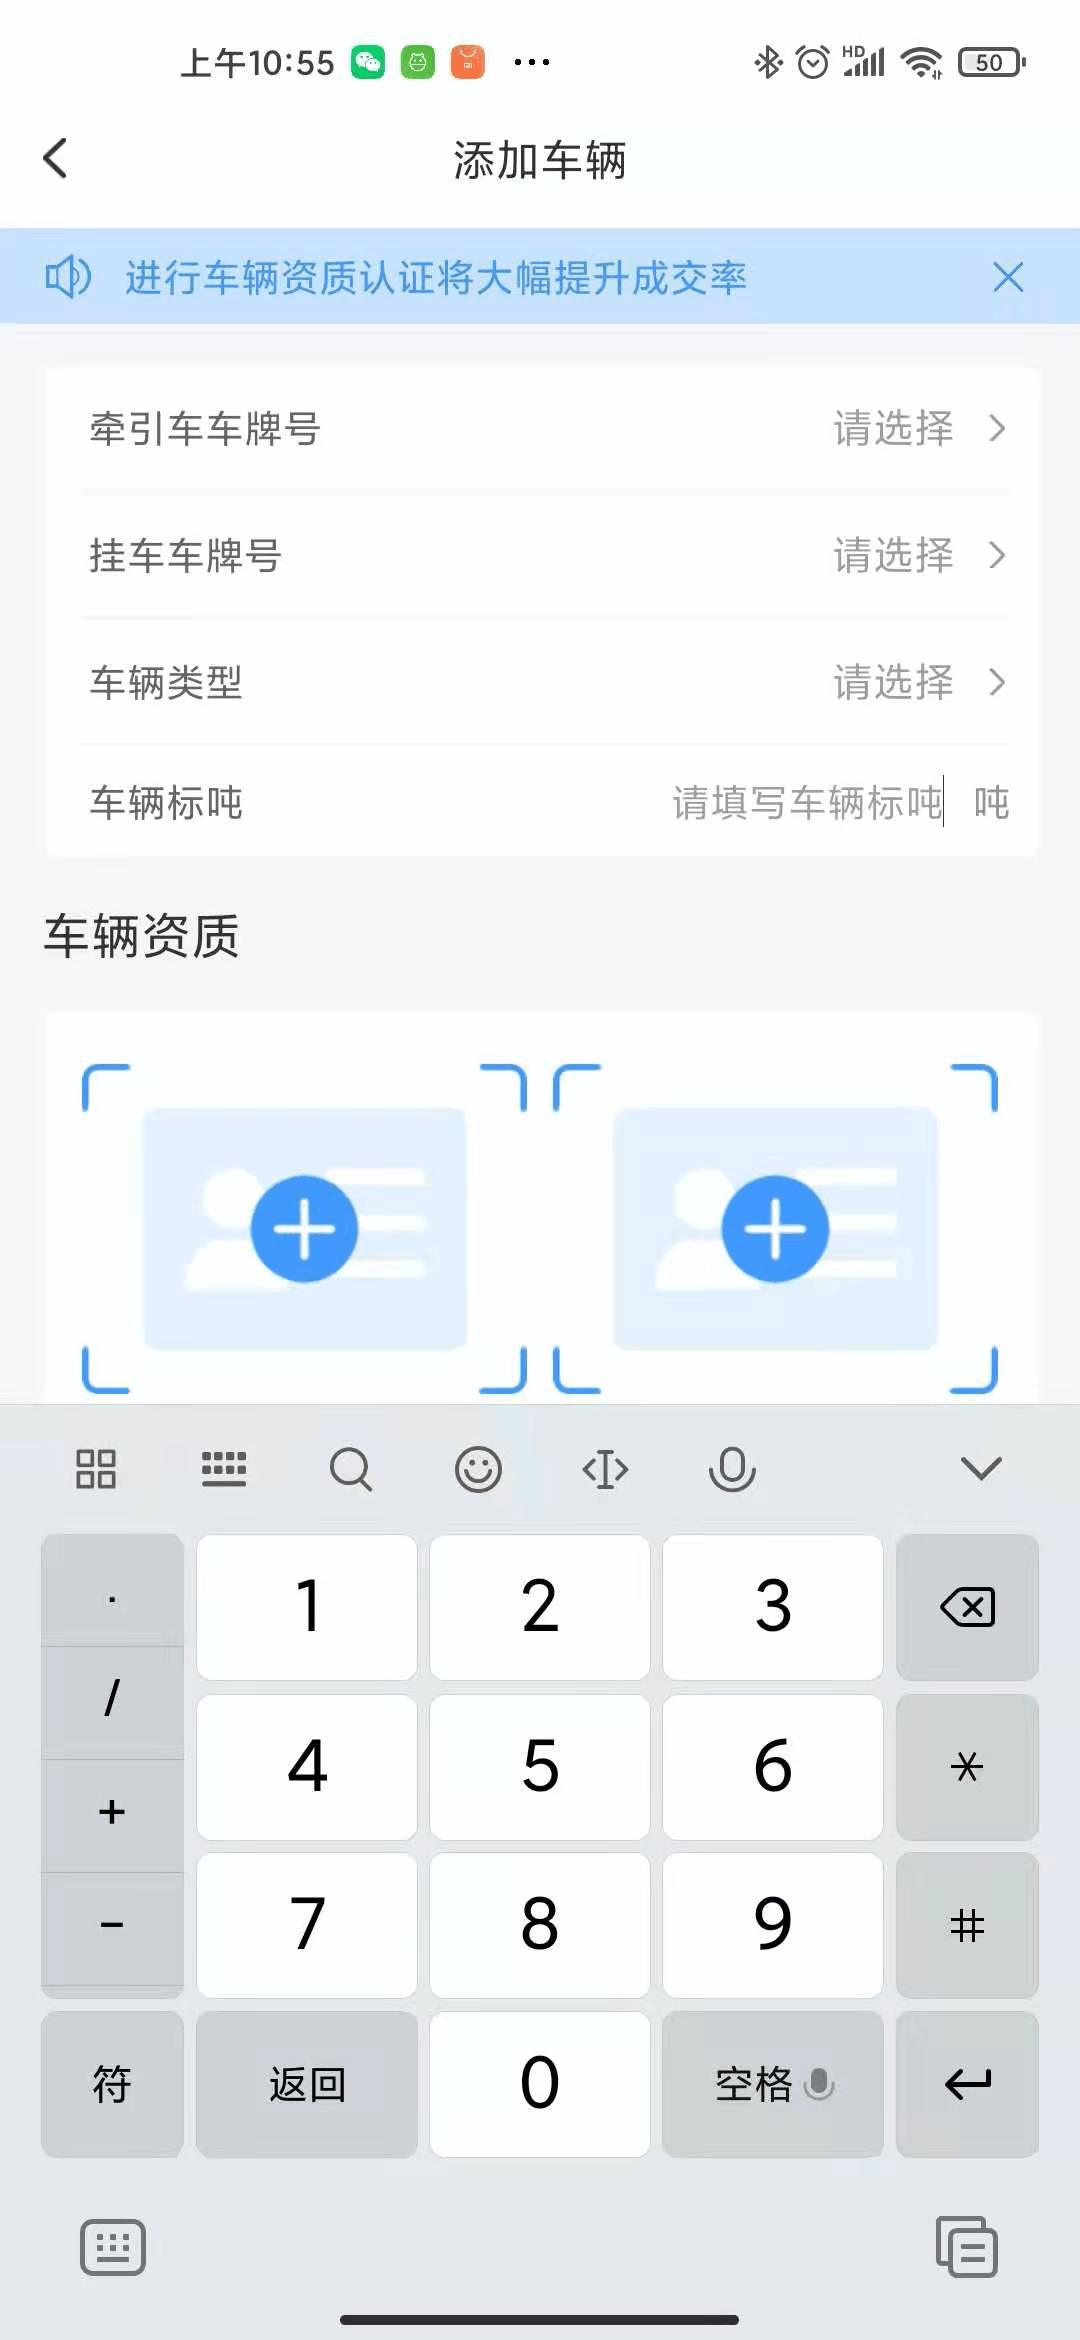 上午10:55 ... HD 50
添加车辆
进行车辆资质认证将大幅提升成交率
牵引车车牌号 请选择
挂车车牌号 请选择
车辆类型 请选择
车辆标吨 请填写车辆标吨 吨
车辆资质
. 1 2 3
/
4 5 6 *
+
7 8 9 #
-
符 返回 0 空格